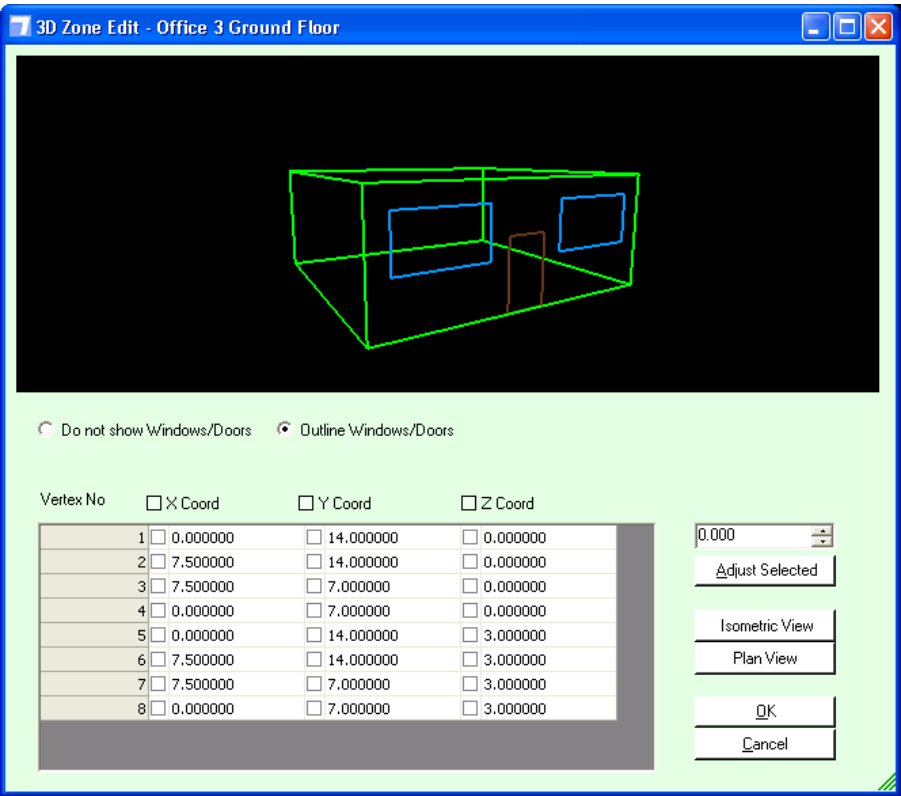 3D Zone Edit - Office 3 Ground Floor
Do not show Windows/Doors Outline Windows/Doors
Vertex No X Coord Y Coord Z Coord
1 0.000000 14.000000 0.000000
2 7.500000 14.000000 0.000000
3 7.500000 7.000000 0.000000
4 0.000000 7.000000 0.000000
5 0.000000 14.000000 3.000000
6 7.500000 14.000000 3.000000
7 7.500000 7.000000 3.000000
8 0.000000 7.000000 3.000000
0.000
Adjust Selected
Isometric View
Plan View
OK
Cancel